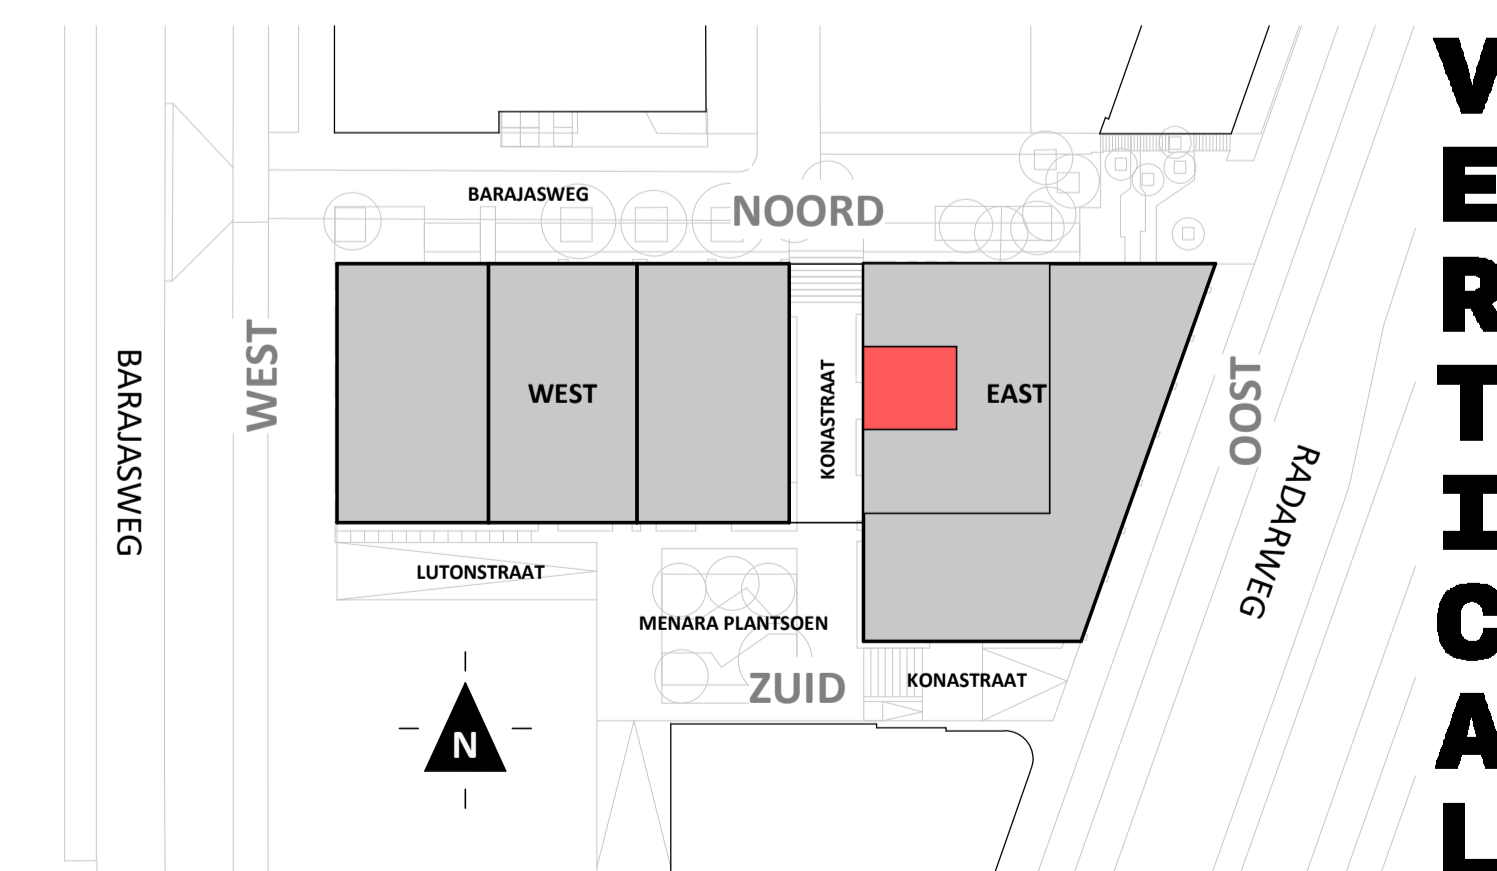 BARAJASWEG
NOORD
WEST
BARAJASWEG
WEST
KONASTRAAT
EAST
OOST
RADARWEG
LUTONSTRAAT
MENARA PLANTSOEN
ZUID
KONASTRAAT
N
VERTICAL